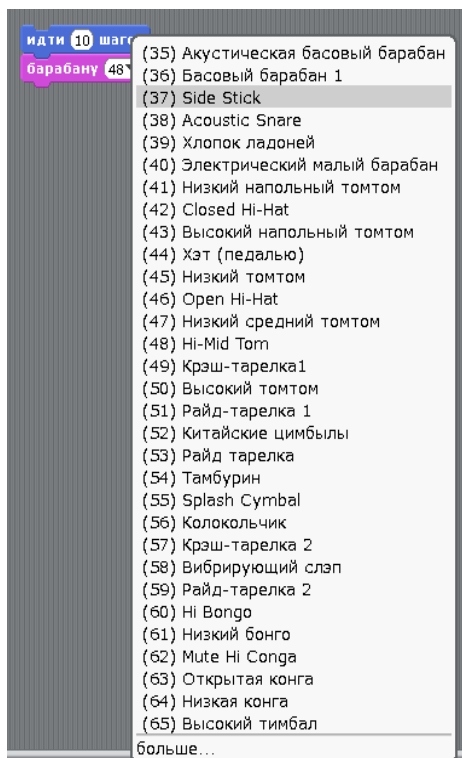 идти 10 шаго
барабану 48
(35) Акустическая басовый барабан
(36) Басовый барабан 1
(37) Side Stick
(38) Acoustic Snare
(39) Хлопок ладоней
(40) Электрический малый барабан
(41) Низкий напольный томтом
(42) Closed Hi-Hat
(43) Высокий напольный томтом
(44) Хэт (педалью)
(45) Низкий томтом
(46) Open Hi-Hat
(47) Низкий средний томтом
(48) Hi-Mid Tom
(49) Крэш-тарелка1
(50) Высокий томтом
(51) Райд-тарелка 1
(52) Китайские цимбылы
(53) Райд тарелка
(54) Тамбурин
(55) Splash Cymbal
(56) Колокольчик
(57) Крэш-тарелка 2
(58) Вибрирующий слэп
(59) Райд-тарелка 2
(60) Hi Bongo
(61) Низкий бонго
(62) Mute Hi Conga
(63) Открытая конга
(64) Низкая конга
(65) Высокий тимбал
больше...